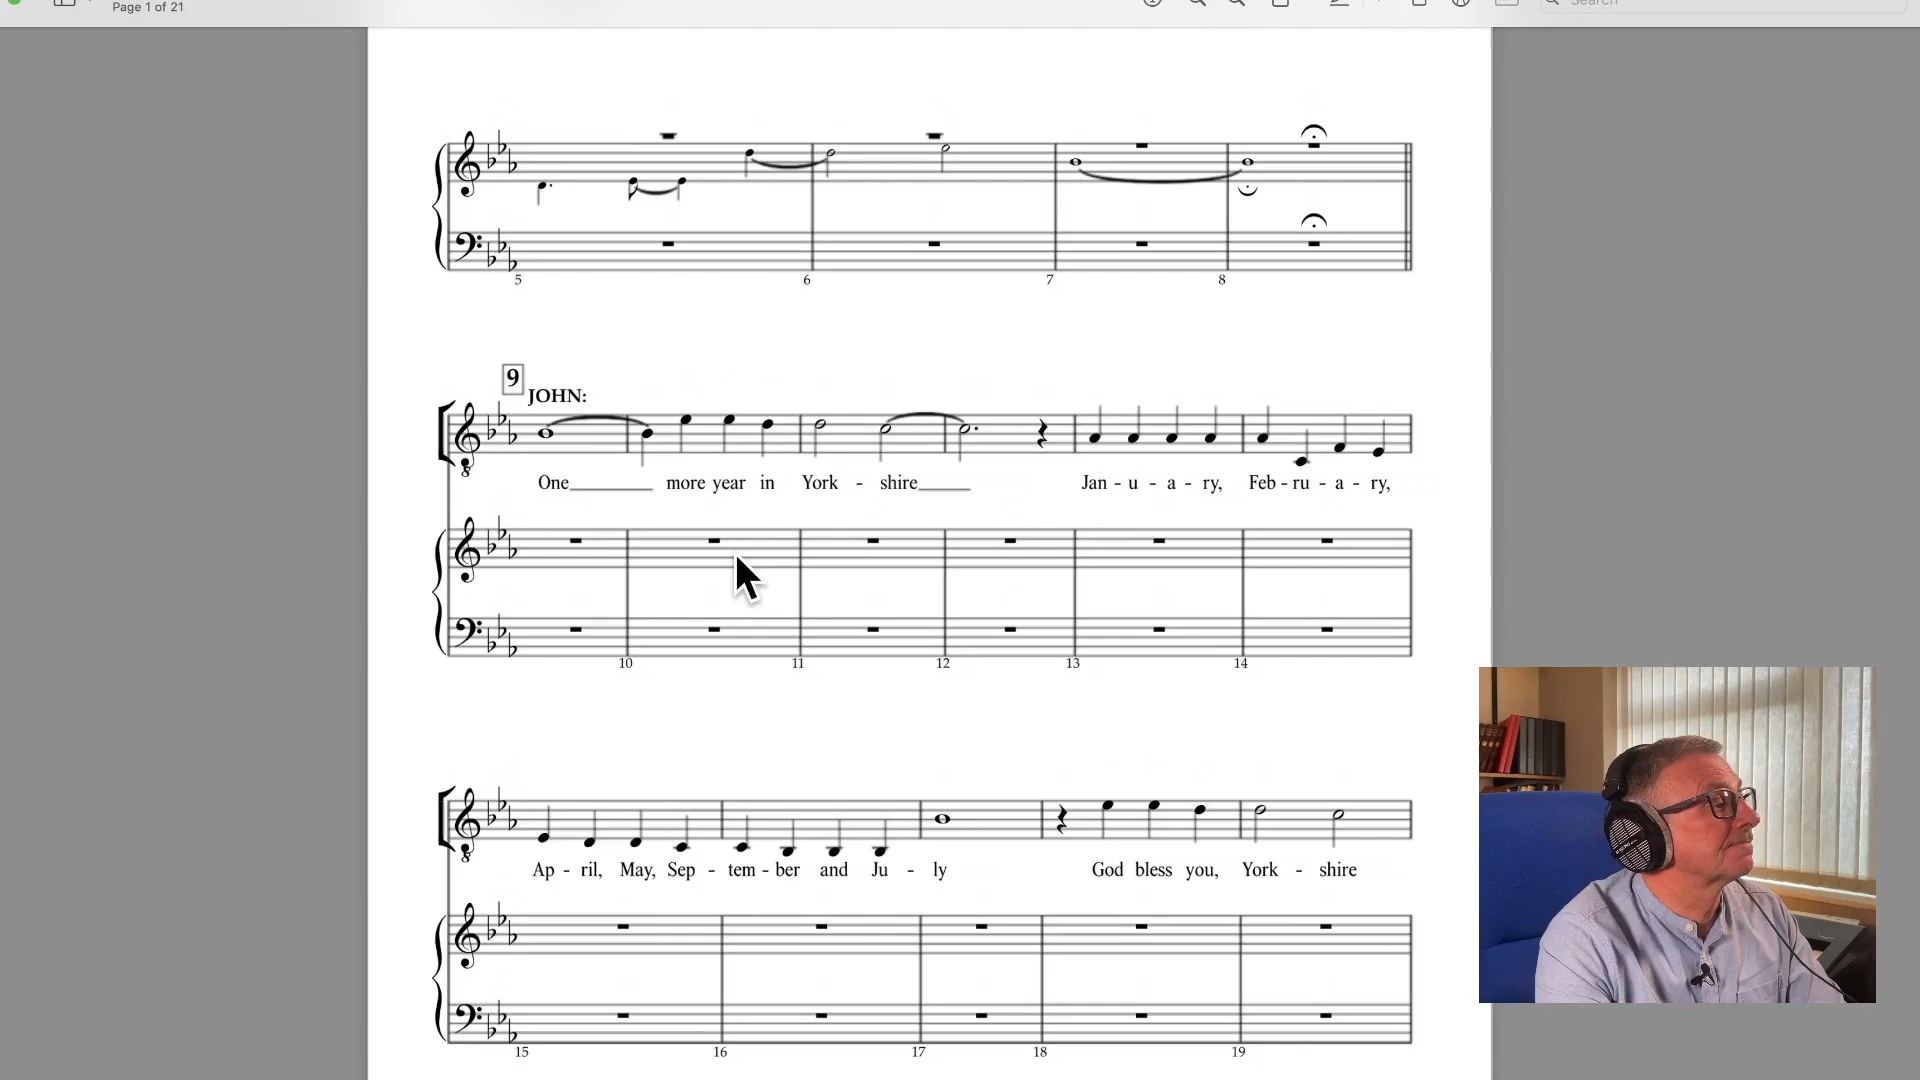 Page 1 of 21
Search
5 6 7 8
9
JOHN:
One more year in York - shire Jan - u - a - ry, Feb - ru - a - ry,
10 11 12 13 14
Ap - ril, May, Sep - tem - ber and Ju - ly God bless you, York - shire
15 16 17 18 19